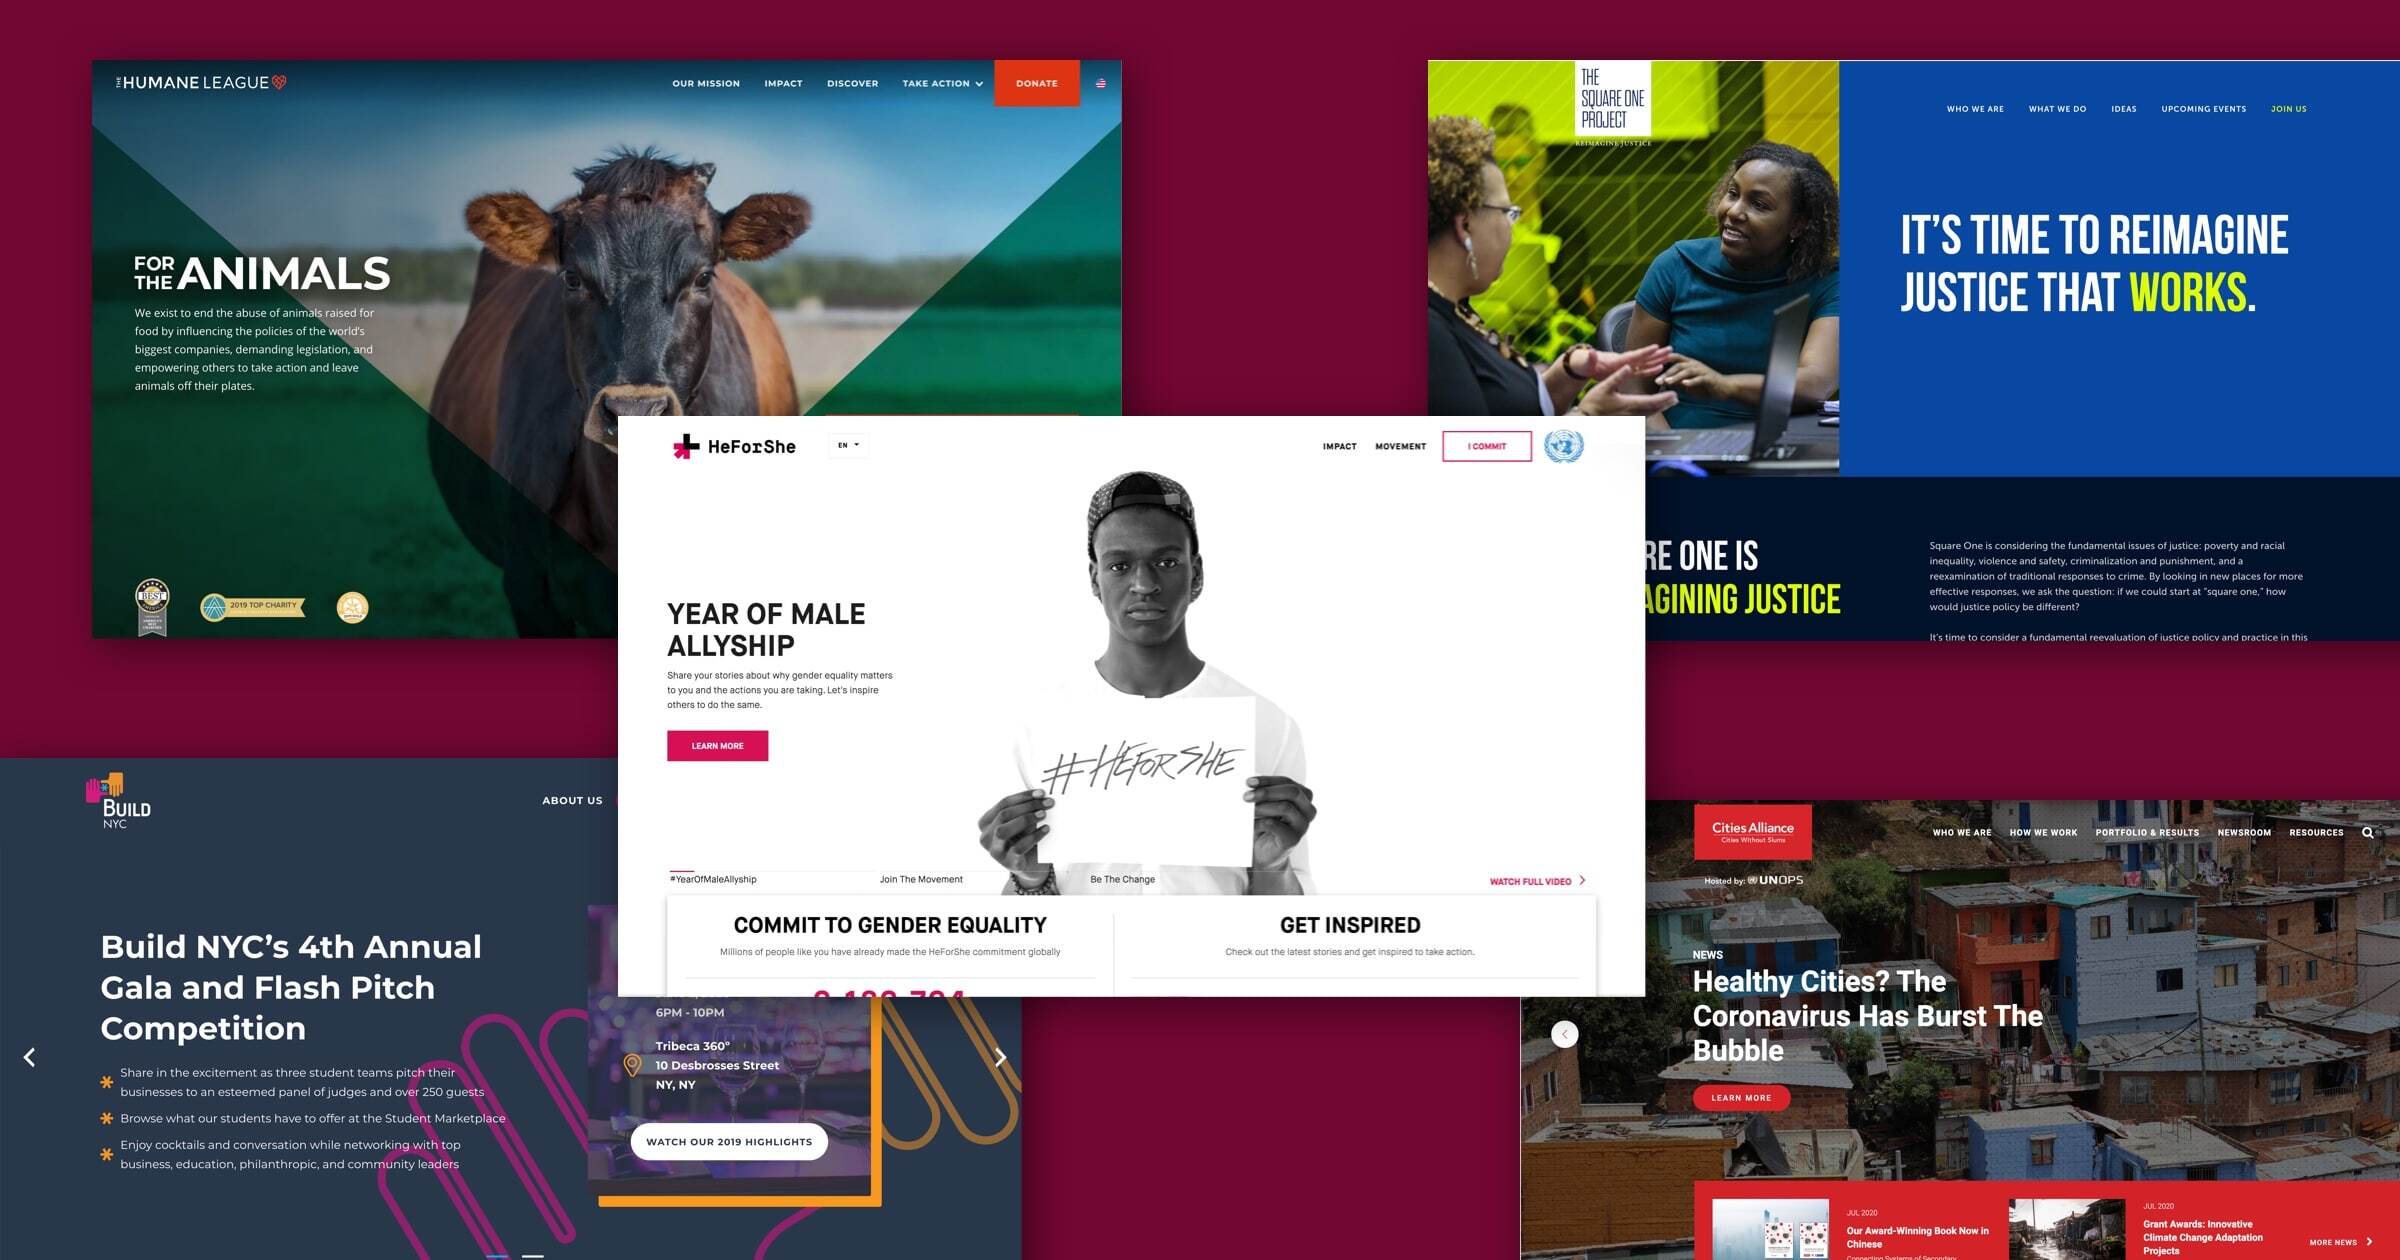 THE HUMANE LEAGUE
OUR MISSION IMPACT DISCOVER TAKE ACTION DONATE
FOR THE ANIMALS
We exist to end the abuse of animals raised for
food by influencing the policies of the world's
biggest companies, demanding legislation, and
empowering others to take action and leave
animals off their plates.
BEST
2019 TOP CHARITY
THE
SQUARE ONE
PROJECT
REIMAGINE JUSTICE
WHO WE ARE WHAT WE DO IDEAS UPCOMING EVENTS JOIN US
IT'S TIME TO REIMAGINE
JUSTICE THAT WORKS.
RE ONE IS
AGINING JUSTICE
Square One is considering the fundamental issues of justice: poverty and racial
inequality, violence and safety, criminalization and punishment, and a
reexamination of traditional responses to crime. By looking in new places for more
effective responses, we ask the question: if we could start at "square one," how
would justice policy be different?
It's time to consider a fundamental reevaluation of justice policy and practice in this
HeForShe
EN
IMPACT MOVEMENT I COMMIT
YEAR OF MALE
ALLYSHIP
Share your stories about why gender equality matters
to you and the actions you are taking. Let's inspire
others to do the same.
LEARN MORE
#HEFORSHE
#YearOfMaleAllyship Join The Movement Be The Change
WATCH FULL VIDEO
COMMIT TO GENDER EQUALITY
Millions of people like you have already made the HeForShe commitment globally
GET INSPIRED
Check out the latest stories and get inspired to take action.
BUILD
NYC
ABOUT US
Build NYC's 4th Annual
Gala and Flash Pitch
Competition
Share in the excitement as three student teams pitch their
businesses to an esteemed panel of judges and over 250 guests
Browse what our students have to offer at the Student Marketplace
Enjoy cocktails and conversation while networking with top
business, education, philanthropic, and community leaders
6PM - 10PM
Tribeca 360°
10 Desbrosses Street
NY, NY
WATCH OUR 2019 HIGHLIGHTS
Cities Alliance
Cities Without Slums
Hosted by: UNOPS
WHO WE ARE HOW WE WORK PORTFOLIO & RESULTS NEWSROOM RESOURCES
NEWS
Healthy Cities? The
Coronavirus Has Burst The
Bubble
LEARN MORE
JUL 2020
Our Award-Winning Book Now in
Chinese
Connecting Systems of Secondary
JUL 2020
Grant Awards: Innovative
Climate Change Adaptation
Projects
MORE NEWS